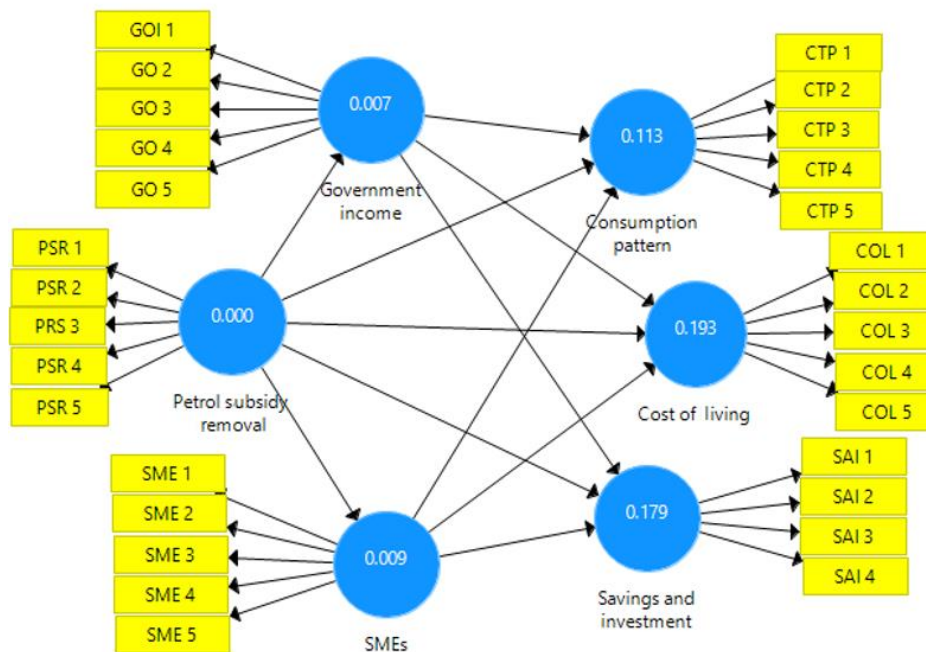 GOI 1
GO 2
GO 3
GO 4
GO 5
0.007
Government
income
PSR 1
PSR 2
PRS 3
PSR 4
PSR 5
0.000
Petrol subsidy
removal
SME 1
SME 2
SME 3
SME 4
SME 5
0.009
SMEs
0.113
Consumption
pattern
CTP 1
CTP 2
CTP 3
CTP 4
CTP 5
0.193
Cost of living
COL 1
COL 2
COL 3
COL 4
COL 5
0.179
Savings and
investment
SAI 1
SAI 2
SAI 3
SAI 4